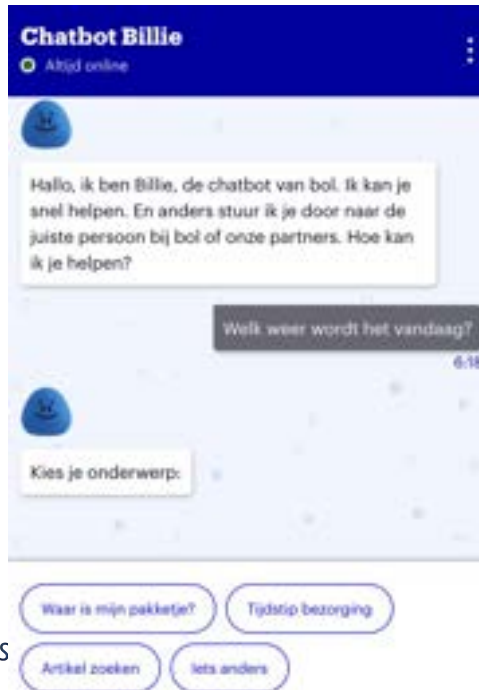 Chatbot Billie
Altijd online
Hallo, ik ben Billie, de chatbot van bol. Ik kan je
snel helpen. En anders stuur ik je door naar de
juiste persoon bij bol of onze partners. Hoe kan
ik je helpen?
Welk weer wordt het vandaag?
6:18
Kies je onderwerp:
Waar is mijn pakketje? Tijdstip bezorging
s
Artikel zoeken Iets anders